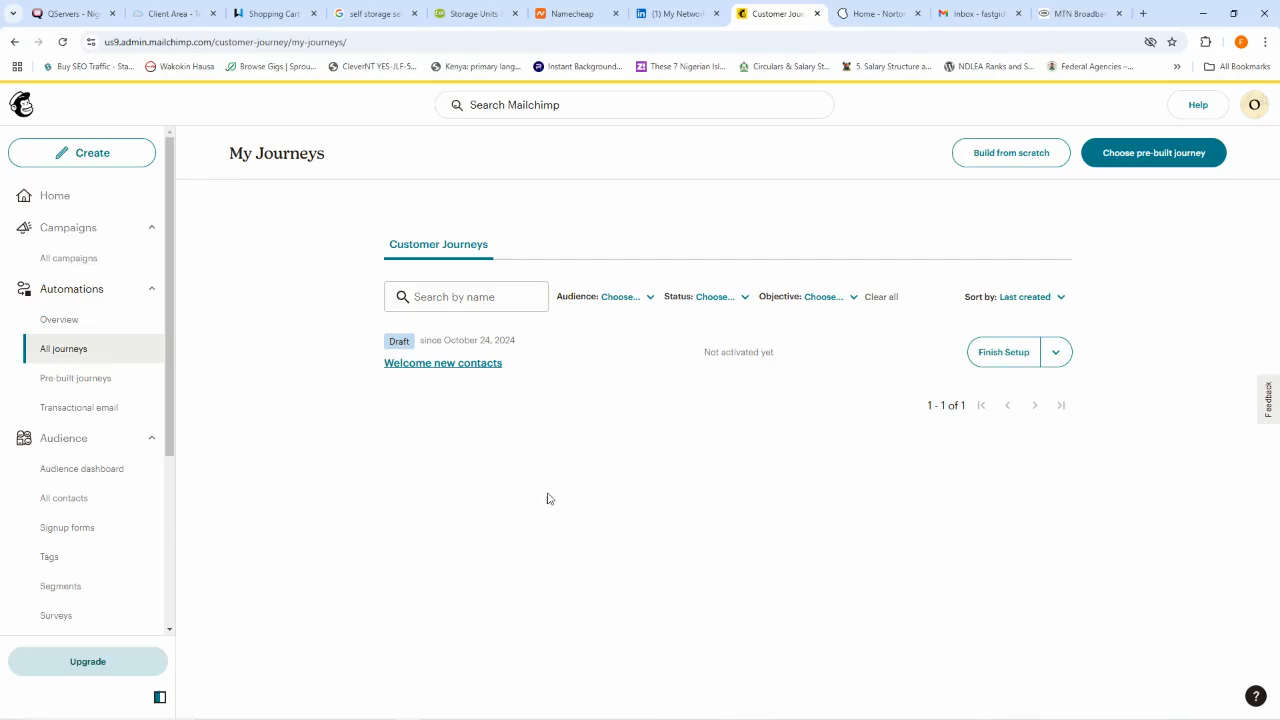 QServers - Nig
Client Area - To
Shopping Cart
self storage sel
Storage Units
Namecheap
(1) My Network
Customer Journ
Home - Nortor
Inbox - fastgd
MTN Broadba
us9.admin.mailchimp.com/customer-journey/my-journeys/
F
Buy SEO Traffic - Sta...
Wakokin Hausa
Browse Gigs | Sprou...
CleverNT YES-JLF-5...
Kenya: primary lang...
Instant Background...
These 7 Nigerian Isl...
Circulars & Salary St...
5. Salary Structure a...
NDLEA Ranks and S...
Federal Agencies –...
»
All Bookmarks
Search Mailchimp
Help
O
Create
My Journeys
Build from scratch
Choose pre-built journey
Home
Campaigns
All campaigns
Automations
Overview
All journeys
Pre-built journeys
Transactional email
Audience
Audience dashboard
All contacts
Signup forms
Tags
Segments
Surveys
Upgrade
Customer Journeys
Search by name
Audience: Choose...
Status: Choose...
Objective: Choose...
Clear all
Sort by: Last created
Draft since October 24, 2024
Welcome new contacts
Not activated yet
Finish Setup
1 - 1 of 1
Feedback
?